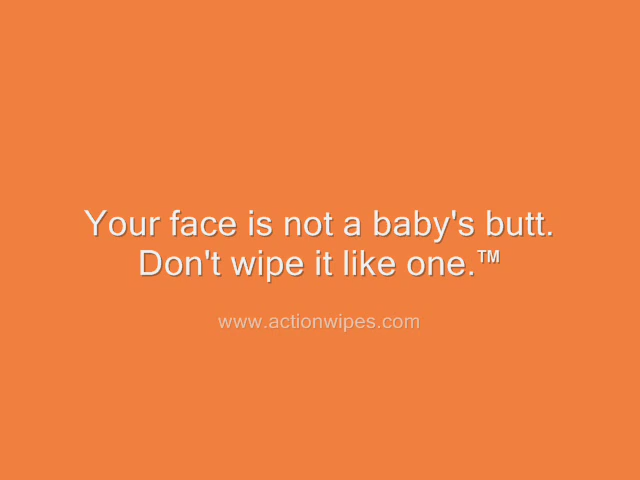 Your face is not a baby's butt.
Don't wipe it like one.™
www.actionwipes.com